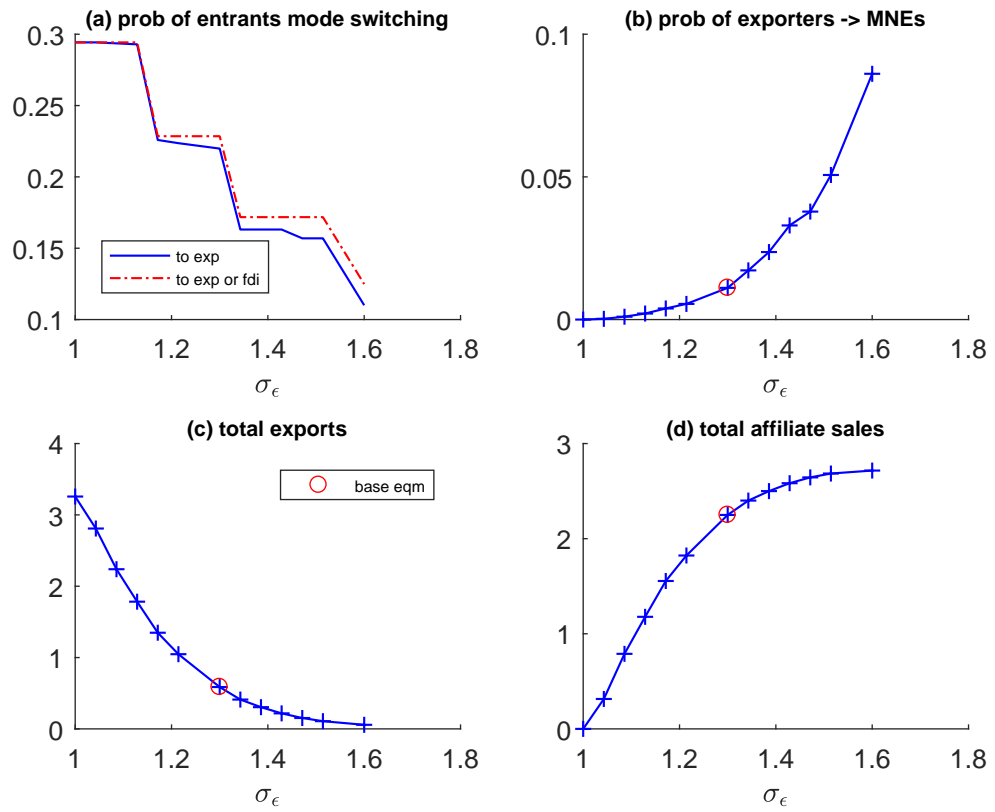 (a) prob of entrants mode switching
0.3
0.25
0.2
0.15
0.1
to exp
to exp or fdi
1 1.2 1.4 1.6 1.8
σ_ϵ
(b) prob of exporters -> MNEs
0.1
0.05
0
1 1.2 1.4 1.6 1.8
σ_ϵ
(c) total exports
4
3
2
1
0
base eqm
1 1.2 1.4 1.6 1.8
σ_ϵ
(d) total affiliate sales
3
2
1
0
1 1.2 1.4 1.6 1.8
σ_ϵ